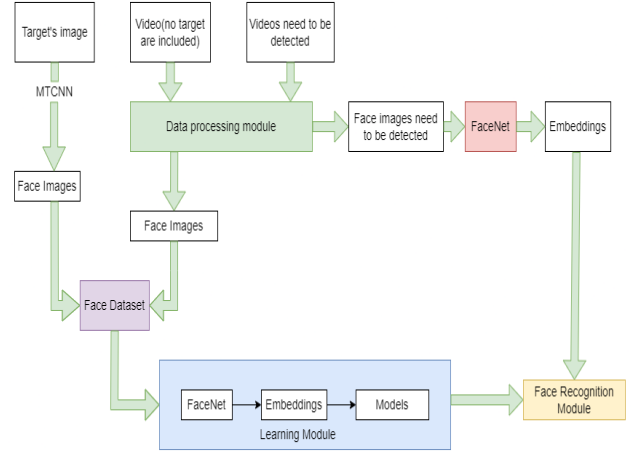 Target's image
Video(no target
are included)
Videos need to be
detected
MTCNN
Data processing module
Face images need
to be detected
FaceNet
Embeddings
Face Images
Face Images
Face Dataset
FaceNet
Embeddings
Models
Learning Module
Face Recognition
Module